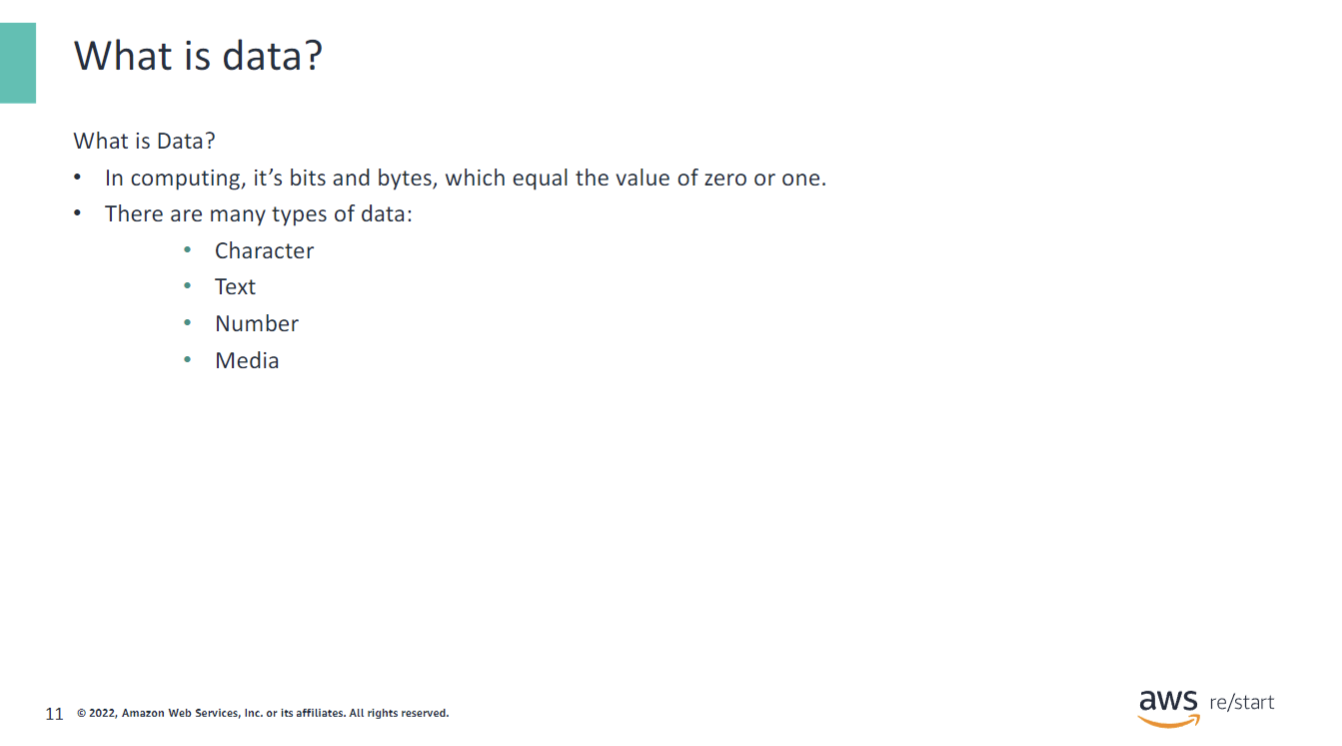 What is data?
What is Data?
• In computing, it’s bits and bytes, which equal the value of zero or one.
• There are many types of data:
• Character
• Text
• Number
• Media
11 © 2022, Amazon Web Services, Inc. or its affiliates. All rights reserved.
aws re/start